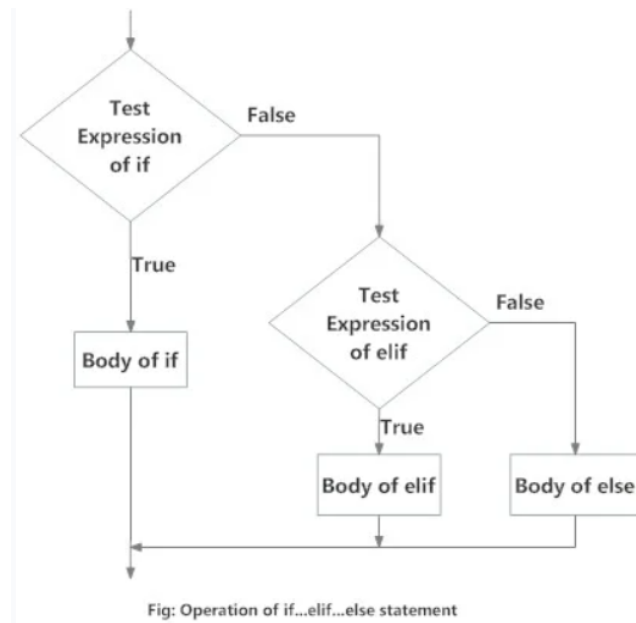 Test
Expression
of if
False
True
Body of if
Test
Expression
of elif
False
True
Body of elif
Body of else
Fig: Operation of if...elif...else statement